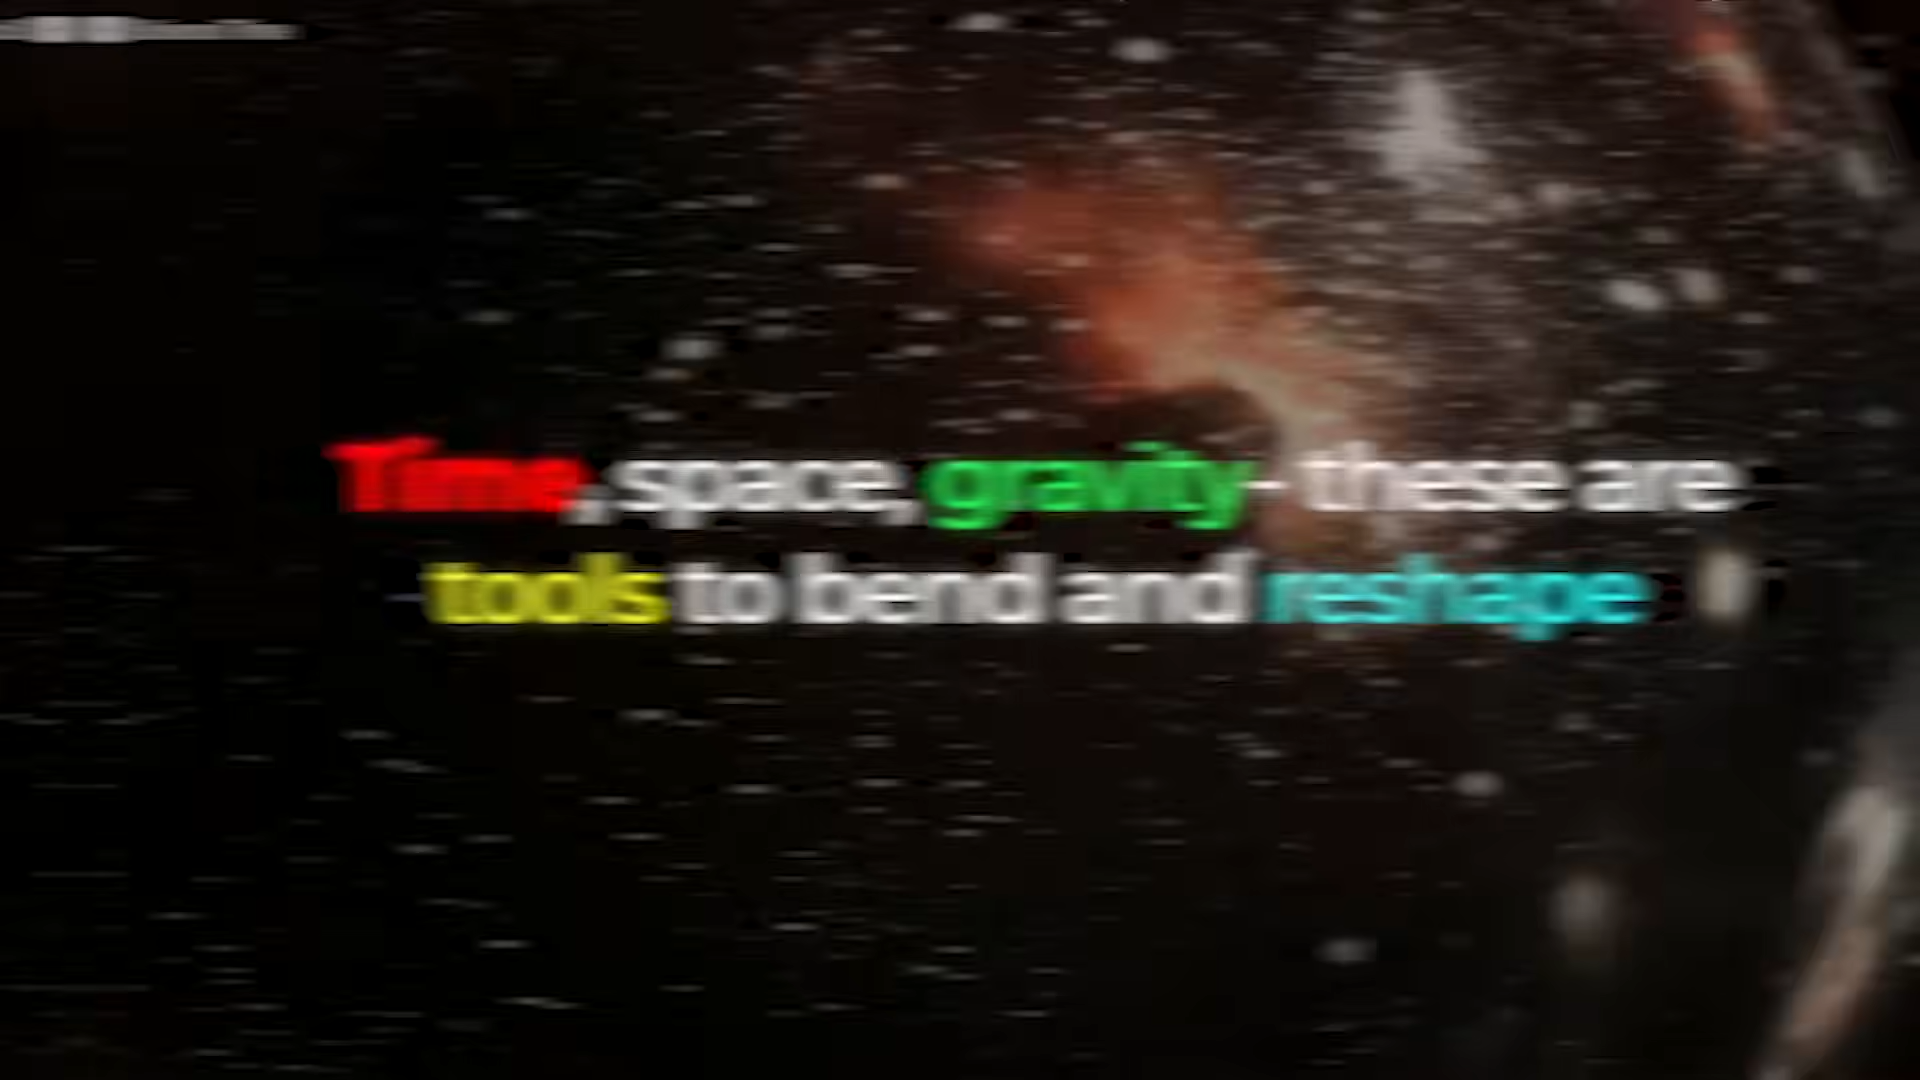 Time, space, gravity - these are
tools to bend and reshape